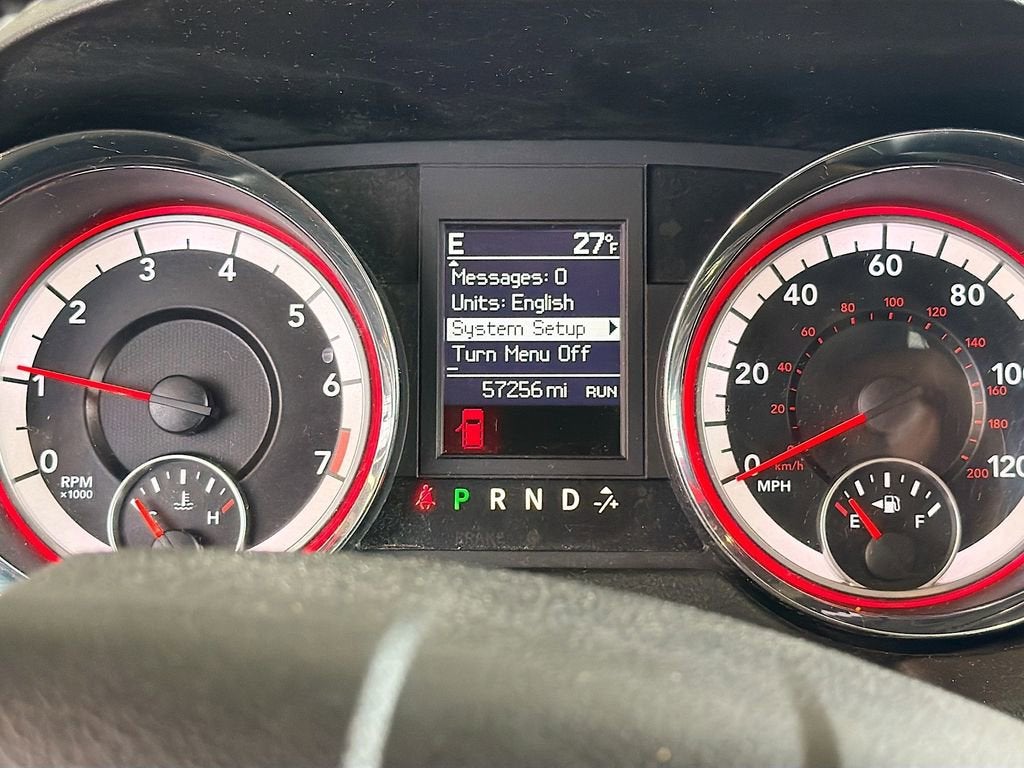 E 27°F
Messages: 0
Units: English
System Setup
Turn Menu Off
57256 mi RUN
0 1 2 3 4 5 6 7
RPM
x1000
C H
P R N D -/+
BRAKE
0 20 40 60 80 100 120
MPH
20 40 60 80 100 120 140 160 180 200
km/h
E F